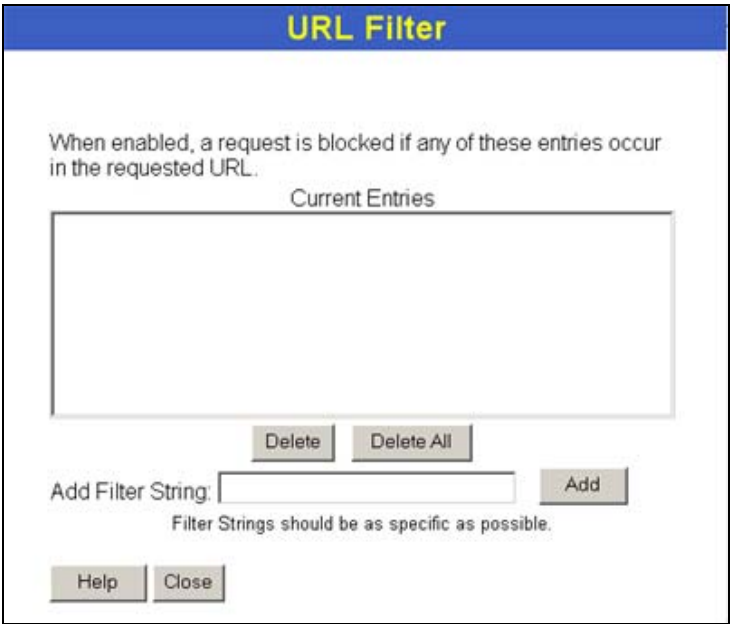 URL Filter
When enabled, a request is blocked if any of these entries occur
in the requested URL.
Current Entries
Delete Delete All
Add Filter String: Add
Filter Strings should be as specific as possible.
Help Close